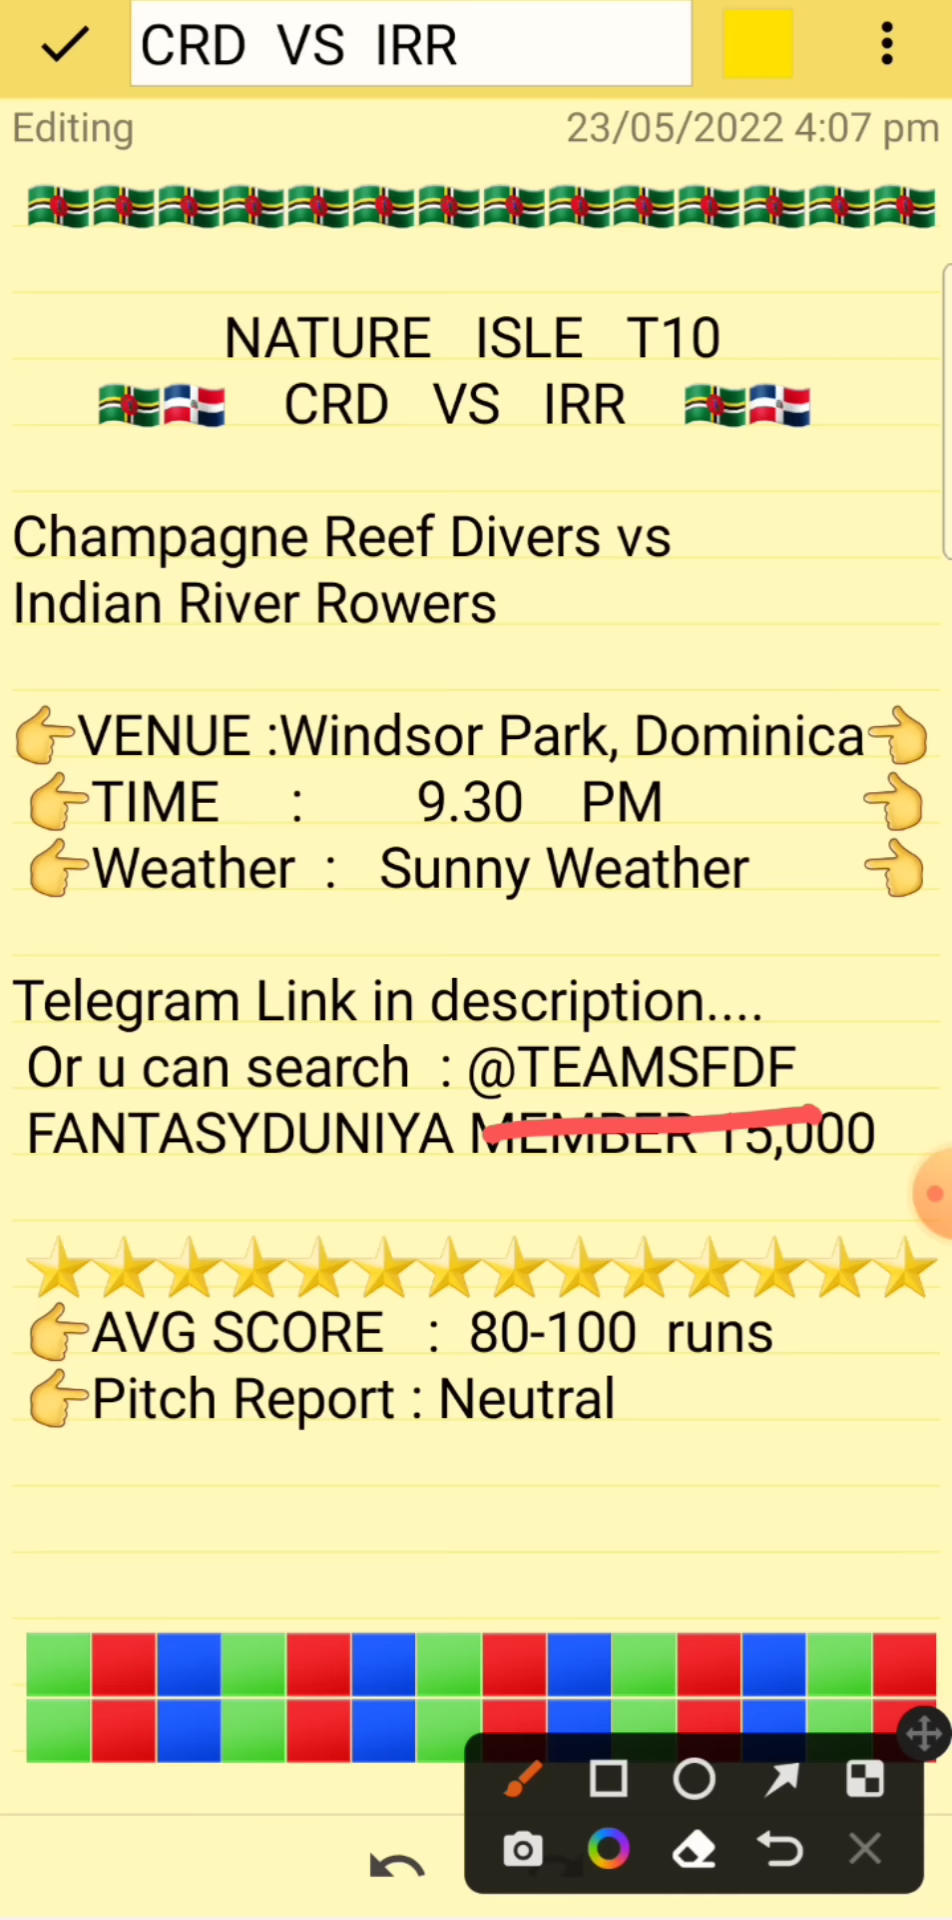 CRD VS IRR
Editing 23/05/2022 4:07 pm
NATURE ISLE T10
CRD VS IRR
Champagne Reef Divers vs
Indian River Rowers
VENUE :Windsor Park, Dominica
TIME : 9.30 PM
Weather : Sunny Weather
Telegram Link in description....
Or u can search : @TEAMSFDF
FANTASYDUNIYA MEMBER 15,000
AVG SCORE : 80-100 runs
Pitch Report : Neutral